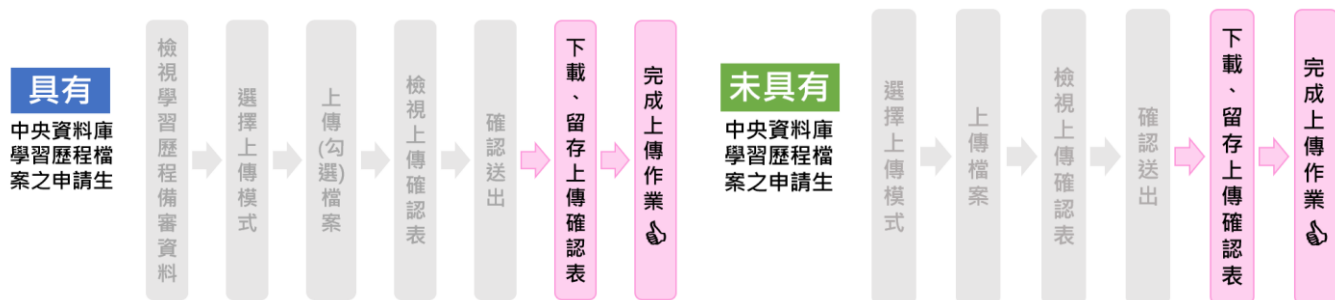 具有
中央資料庫
學習歷程檔
案之申請生
檢視學習歷程備審資料
選擇上傳模式
上傳(勾選)檔案
檢視上傳確認表
確認送出
下載、留存上傳確認表
完成上傳作業👍
未具有
中央資料庫
學習歷程檔
案之申請生
選擇上傳模式
上傳檔案
檢視上傳確認表
確認送出
下載、留存上傳確認表
完成上傳作業👍